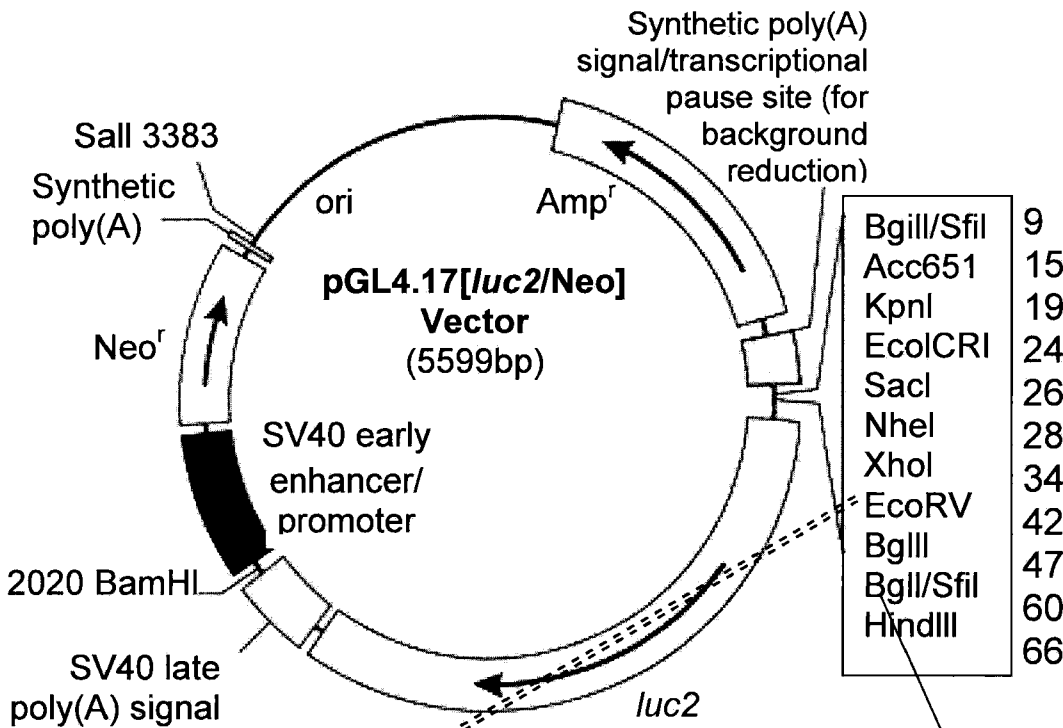 Synthetic poly(A)
signal/transcriptional
pause site (for
background
reduction)
SalI 3383
Synthetic
poly(A)
ori
Amp^r
pGL4.17[luc2/Neo]
Vector
(5599bp)
Neo^r
SV40 early
enhancer/
promoter
2020 BamHI
SV40 late
poly(A) signal
luc2
BgiII/SfiI 9
Acc651 15
KpnI 19
EcoICRI 24
SacI 26
NheI 28
XhoI 34
EcoRV 42
BglII 47
BglI/SfiI 60
HindIII 66